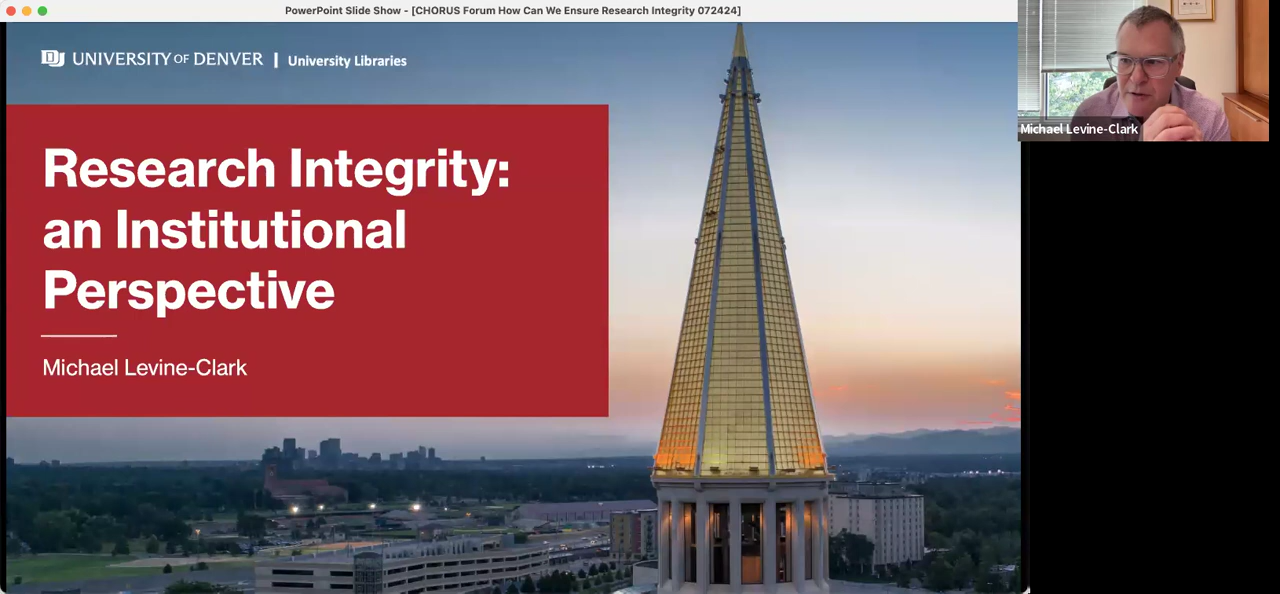 PowerPoint Slide Show - [CHORUS Forum How Can We Ensure Research Integrity 072424]
UNIVERSITY OF DENVER | University Libraries
Research Integrity:
an Institutional
Perspective
Michael Levine-Clark
Michael Levine-Clark